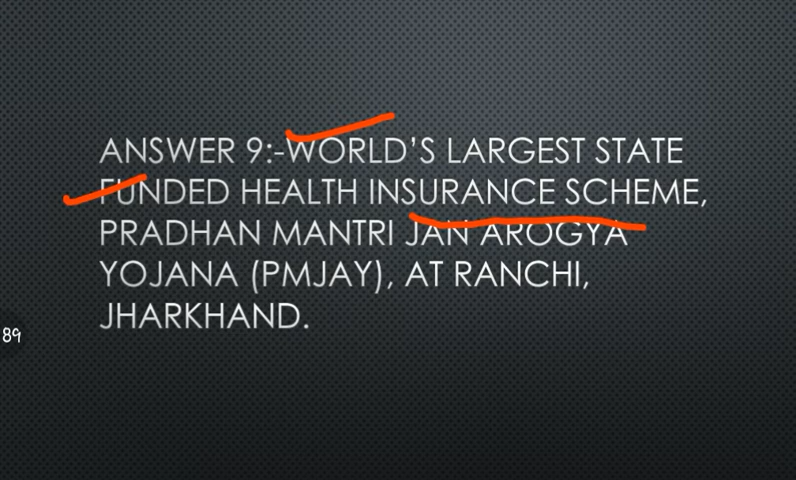 ANSWER 9:-WORLD'S LARGEST STATE
FUNDED HEALTH INSURANCE SCHEME,
PRADHAN MANTRI JAN AROGYA
YOJANA (PMJAY), AT RANCHI,
JHARKHAND.
89